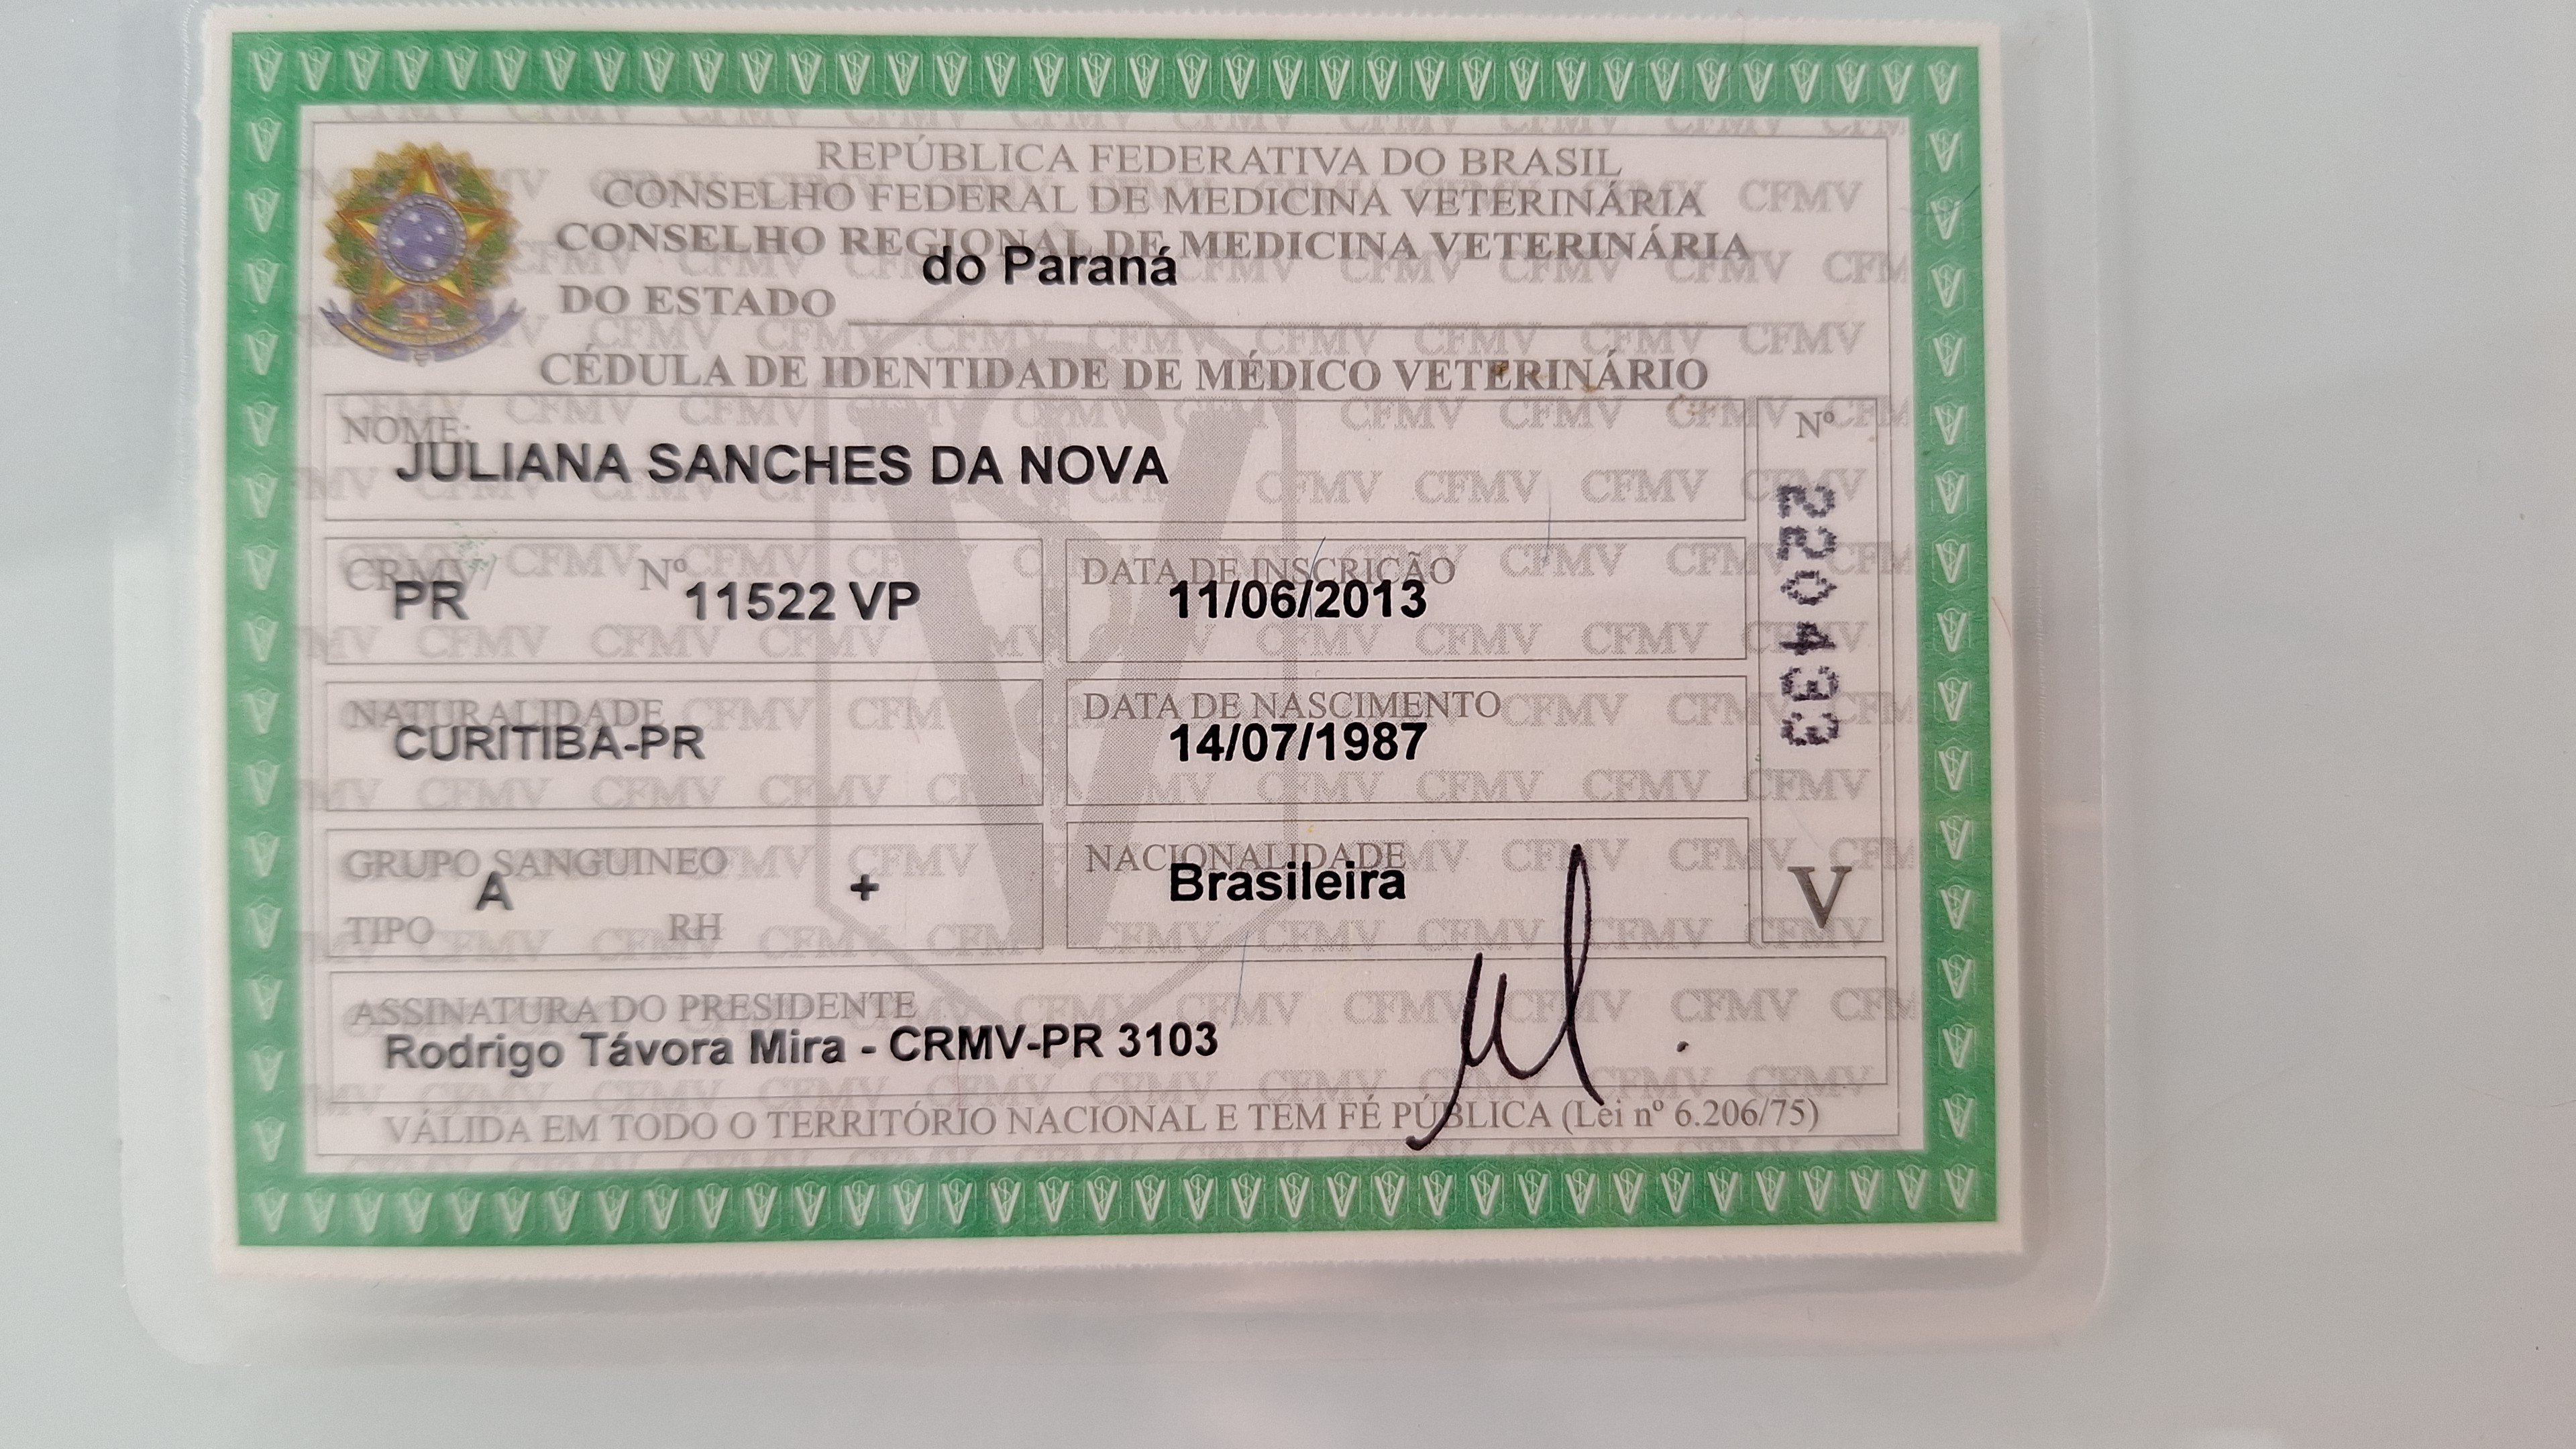 REPÚBLICA FEDERATIVA DO BRASIL
CONSELHO FEDERAL DE MEDICINA VETERINÁRIA
CONSELHO REGIONAL DE MEDICINA VETERINÁRIA
DO ESTADO do Paraná
CÉDULA DE IDENTIDADE DE MÉDICO VETERINÁRIO
NOME:
JULIANA SANCHES DA NOVA
Nº 220433 V
CRMV/ PR Nº 11522 VP
DATA DE INSCRIÇÃO
11/06/2013
NATURALIDADE
CURITIBA-PR
DATA DE NASCIMENTO
14/07/1987
GRUPO SANGUINEO
A +
TIPO RH
NACIONALIDADE
Brasileira
ASSINATURA DO PRESIDENTE
Rodrigo Távora Mira - CRMV-PR 3103
VÁLIDA EM TODO O TERRITÓRIO NACIONAL E TEM FÉ PÚBLICA (Lei nº 6.206/75)